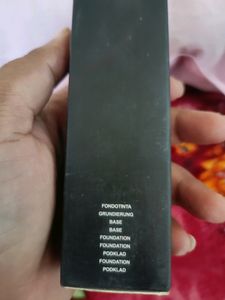 FONDOTINTA
GRUNDIERUNG
BASE
BASE
FOUNDATION
FOUNDATION
PODKLAD
FOUNDATION
PODKLAD